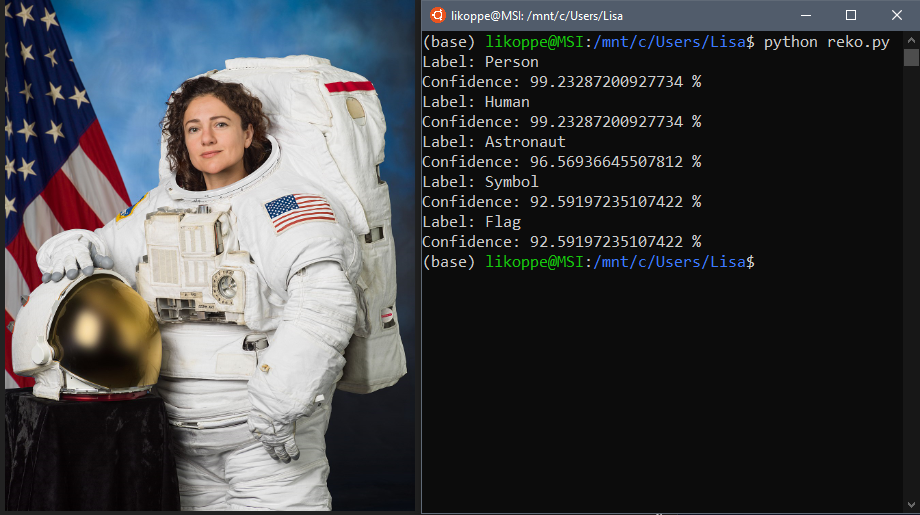 likoppe@MSI: /mnt/c/Users/Lisa
(base) likoppe@MSI:/mnt/c/Users/Lisa$ python reko.py
Label: Person
Confidence: 99.23287200927734 %
Label: Human
Confidence: 99.23287200927734 %
Label: Astronaut
Confidence: 96.56936645507812 %
Label: Symbol
Confidence: 92.59197235107422 %
Label: Flag
Confidence: 92.59197235107422 %
(base) likoppe@MSI:/mnt/c/Users/Lisa$